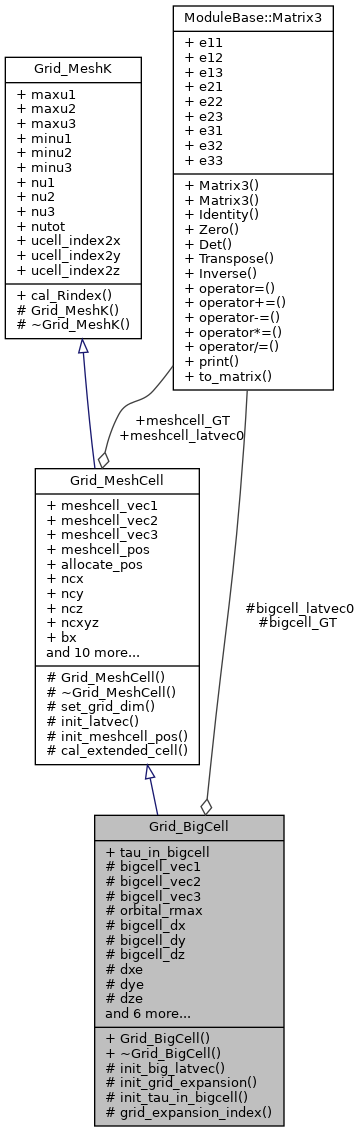 ModuleBase::Matrix3
+ e11
+ e12
+ e13
+ e21
+ e22
+ e23
+ e31
+ e32
+ e33
+ Matrix3()
+ Matrix3()
+ Identity()
+ Zero()
+ Det()
+ Transpose()
+ Inverse()
+ operator=()
+ operator+=()
+ operator-=()
+ operator*=()
+ operator/=()
+ print()
+ to_matrix()
Grid_MeshK
+ maxu1
+ maxu2
+ maxu3
+ minu1
+ minu2
+ minu3
+ nu1
+ nu2
+ nu3
+ nutot
+ ucell_index2x
+ ucell_index2y
+ ucell_index2z
+ cal_Rindex()
# Grid_MeshK()
# ~Grid_MeshK()
+meshcell_GT
+meshcell_latvec0
Grid_MeshCell
+ meshcell_vec1
+ meshcell_vec2
+ meshcell_vec3
+ meshcell_pos
+ allocate_pos
+ ncx
+ ncy
+ ncz
+ ncxyz
+ bx
and 10 more...
# Grid_MeshCell()
# ~Grid_MeshCell()
# set_grid_dim()
# init_latvec()
# init_meshcell_pos()
# cal_extended_cell()
#bigcell_latvec0
#bigcell_GT
Grid_BigCell
+ tau_in_bigcell
# bigcell_vec1
# bigcell_vec2
# bigcell_vec3
# orbital_rmax
# bigcell_dx
# bigcell_dy
# bigcell_dz
# dxe
# dye
# dze
and 6 more...
+ Grid_BigCell()
+ ~Grid_BigCell()
# init_big_latvec()
# init_grid_expansion()
# init_tau_in_bigcell()
# grid_expansion_index()